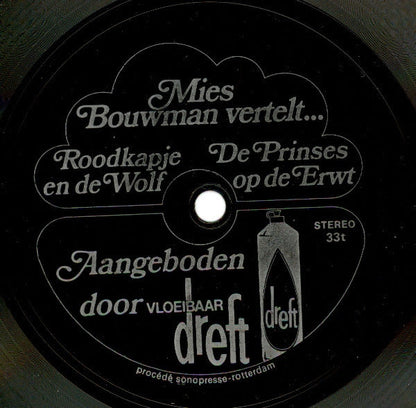 Mies
Bouwman vertelt...
Roodkapje
en de Wolf
De Prinses
op de Erwt
STEREO
33t
Aangeboden
door VLOEIBAAR
dreft
dreft
procédé sonopresse-rotterdam